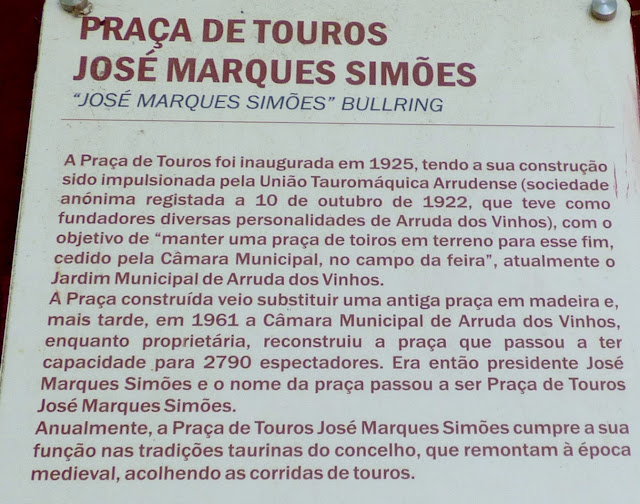 PRAÇA DE TOUROS
JOSÉ MARQUES SIMÕES
"JOSÉ MARQUES SIMÕES" BULLRING
A Praça de Touros foi inaugurada em 1925, tendo a sua construção
sido impulsionada pela União Tauromáquica Arrudense (sociedade
anónima registada a 10 de outubro de 1922, que teve como
fundadores diversas personalidades de Arruda dos Vinhos), com o
objetivo de "manter uma praça de toiros em terreno para esse fim,
cedido pela Câmara Municipal, no campo da feira", atualmente o
Jardim Municipal de Arruda dos Vinhos.
A Praça construída veio substituir uma antiga praça em madeira e,
mais tarde, em 1961 a Câmara Municipal de Arruda dos Vinhos,
enquanto proprietária, reconstruiu a praça que passou a ter
capacidade para 2790 espectadores. Era então presidente José
Marques Simões e o nome da praça passou a ser Praça de Touros
José Marques Simões.
Anualmente, a Praça de Touros José Marques Simões cumpre a sua
função nas tradições taurinas do concelho, que remontam à época
medieval, acolhendo as corridas de touros.